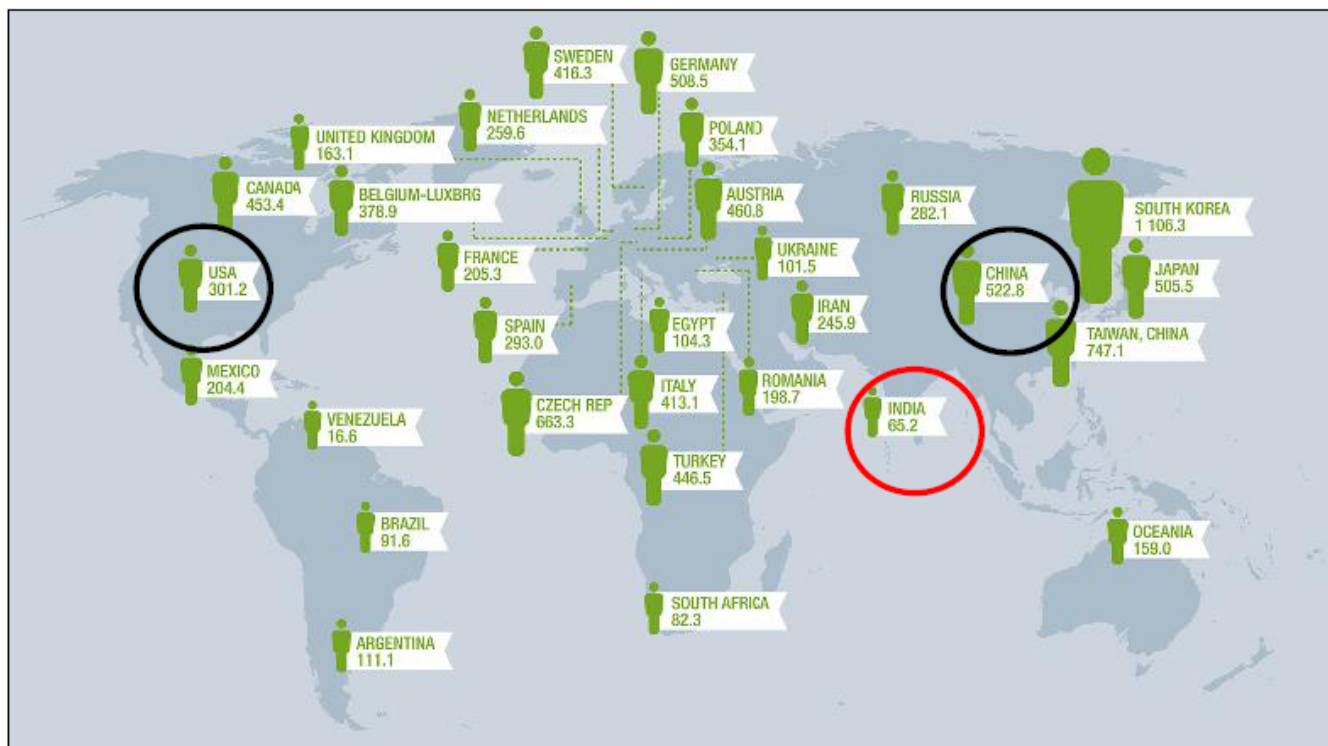 SWEDEN
416.3
GERMANY
508.5
NETHERLANDS
259.6
POLAND
354.1
UNITED KINGDOM
163.1
CANADA
453.4
BELGIUM-LUXBRG
378.9
AUSTRIA
460.8
RUSSIA
282.1
SOUTH KOREA
1 106.3
USA
301.2
FRANCE
205.3
UKRAINE
101.5
CHINA
522.8
JAPAN
505.5
SPAIN
293.0
EGYPT
104.3
IRAN
245.9
TAIWAN, CHINA
747.1
MEXICO
204.4
VENEZUELA
16.6
CZECH REP
663.3
ITALY
413.1
ROMANIA
198.7
INDIA
65.2
TURKEY
446.5
BRAZIL
91.6
OCEANIA
159.0
SOUTH AFRICA
82.3
ARGENTINA
111.1